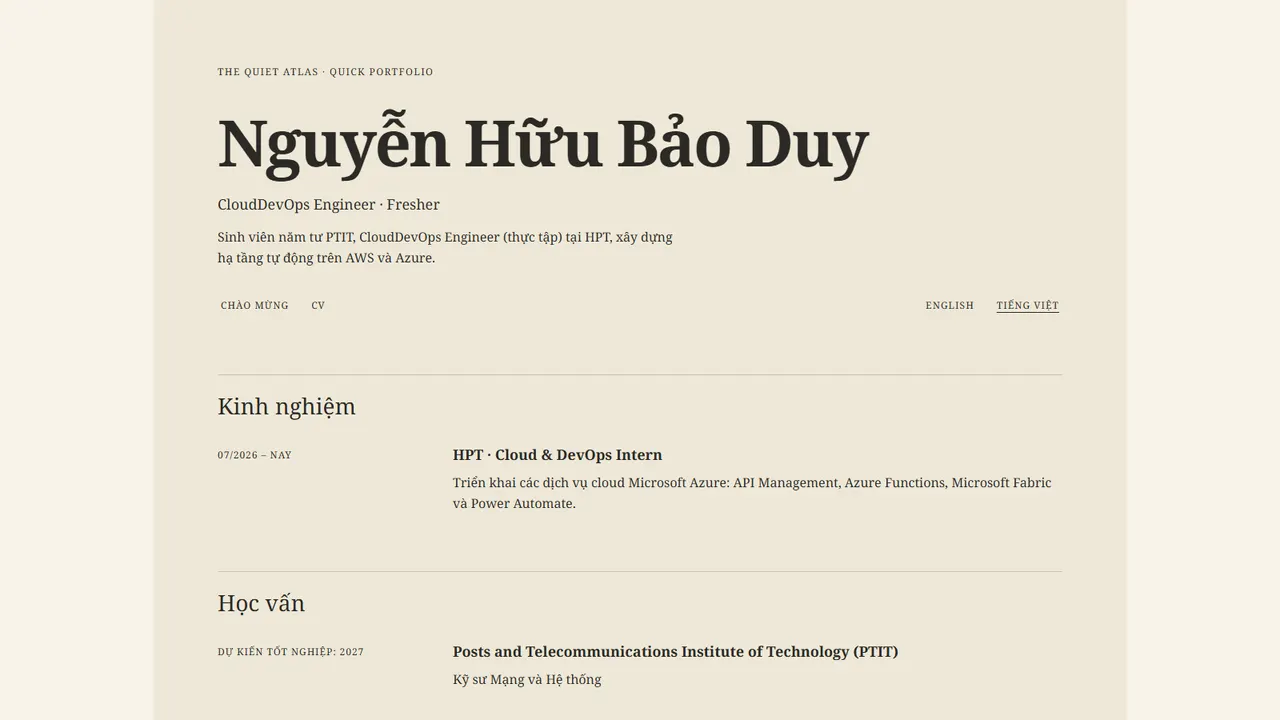 THE QUIET ATLAS · QUICK PORTFOLIO
Nguyễn Hữu Bảo Duy
CloudDevOps Engineer · Fresher
Sinh viên năm tư PTIT, CloudDevOps Engineer (thực tập) tại HPT, xây dựng
hạ tầng tự động trên AWS và Azure.
CHÀO MỪNG CV ENGLISH TIẾNG VIỆT
Kinh nghiệm
07/2026 – NAY
HPT · Cloud & DevOps Intern
Triển khai các dịch vụ cloud Microsoft Azure: API Management, Azure Functions, Microsoft Fabric
và Power Automate.
Học vấn
DỰ KIẾN TỐT NGHIỆP: 2027
Posts and Telecommunications Institute of Technology (PTIT)
Kỹ sư Mạng và Hệ thống